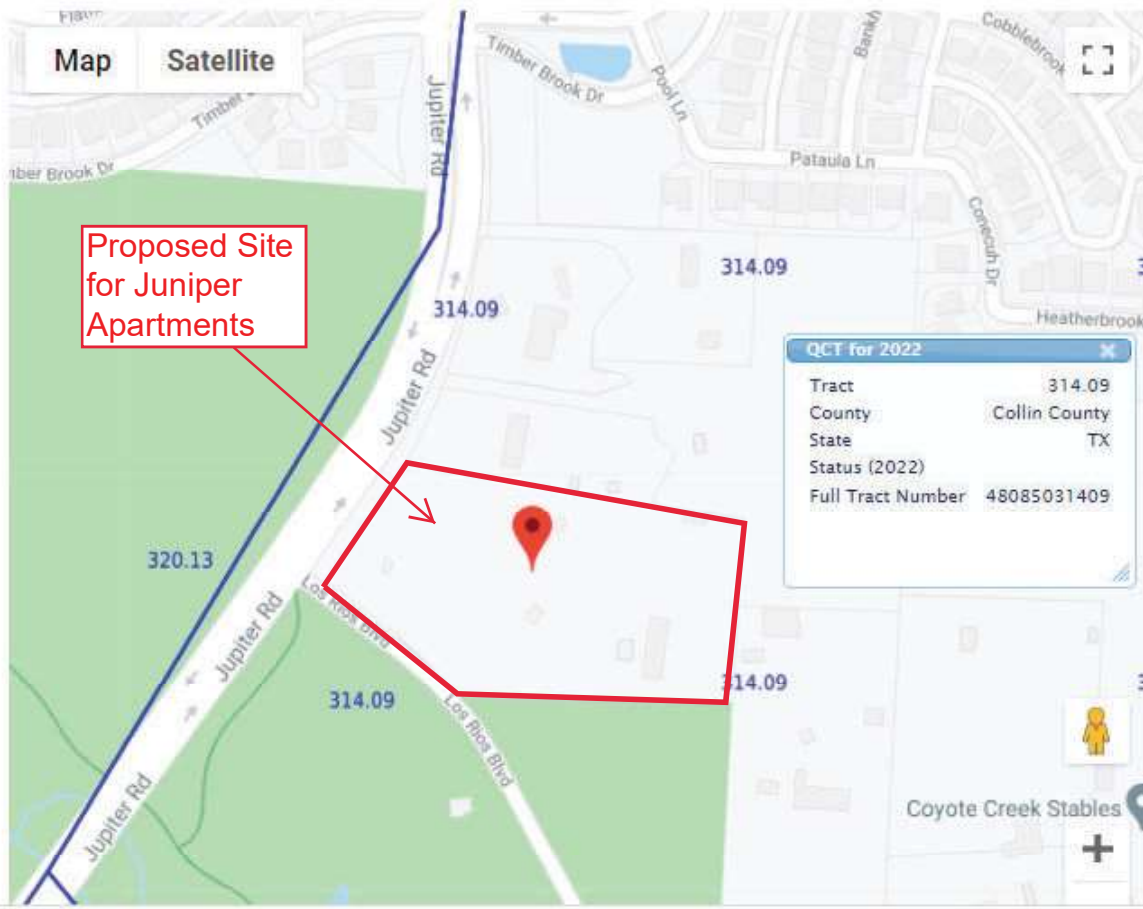 Map
Satellite
Timber Brook Dr
Pool Ln
Cobblebrook
Jupiter Rd
Timber
Brook Dr
Pataula Ln
Conecuh Dr
Proposed Site
for Juniper
Apartments
314.09
314.09
Heatherbrook
QCT for 2022
Tract 314.09
County Collin County
State TX
Status (2022)
Full Tract Number 48085031409
Jupiter Rd
320.13
Los Rios Blvd
Jupiter Rd
314.09
314.09
Los Rios Blvd
Jupiter Rd
Coyote Creek Stables
+